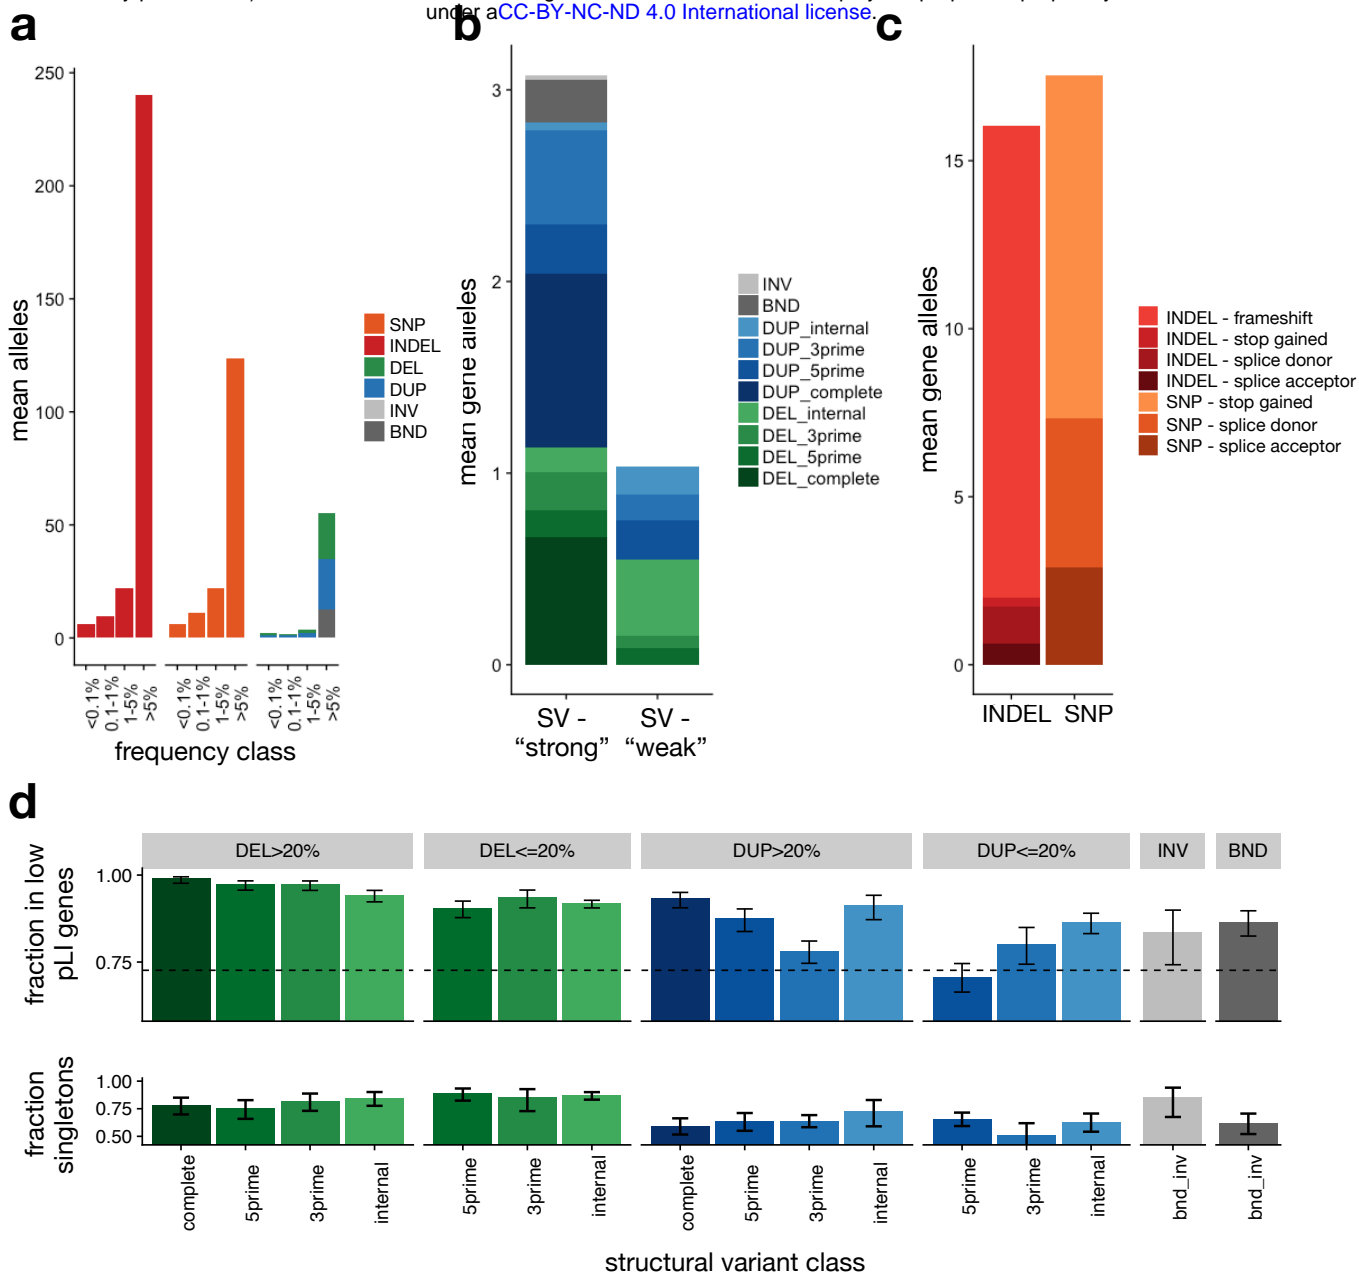 under aCC-BY-NC-ND 4.0 International license.
a
b
c
250
200
150
100
50
0
mean alleles
<0.1%
0.1-1%
1-5%
>5%
<0.1%
0.1-1%
1-5%
>5%
<0.1%
0.1-1%
1-5%
>5%
frequency class
SNP
INDEL
DEL
DUP
INV
BND
3
2
1
0
mean gene alleles
SV - “strong”
SV - “weak”
INV
BND
DUP_internal
DUP_3prime
DUP_5prime
DUP_complete
DEL_internal
DEL_3prime
DEL_5prime
DEL_complete
15
10
5
0
mean gene alleles
INDEL SNP
INDEL - frameshift
INDEL - stop gained
INDEL - splice donor
INDEL - splice acceptor
SNP - stop gained
SNP - splice donor
SNP - splice acceptor
d
DEL>20%
DEL<=20%
DUP>20%
DUP<=20%
INV
BND
fraction in low
pLI genes
1.00
0.75
fraction
singletons
1.00
0.75
0.50
complete
5prime
3prime
internal
5prime
3prime
internal
complete
5prime
3prime
internal
5prime
3prime
internal
bnd_inv
bnd_inv
structural variant class